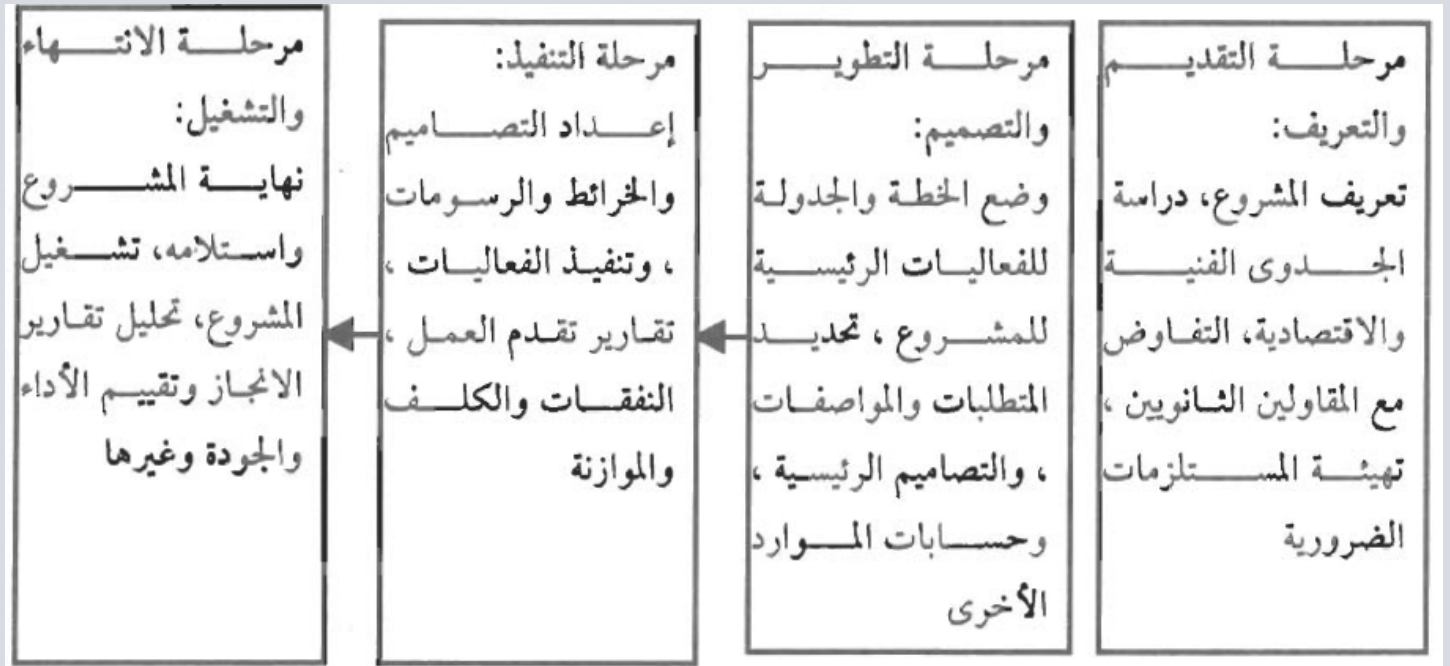 مرحلة التقديم
والتعريف:
تعريف المشروع، دراسة
الجدوى الفنية
والاقتصادية، التفاوض
مع المقاولين الثانويين ،
تهيئة المستلزمات
الضرورية
مرحلة التطوير
والتصميم:
وضع الخطة والجدولة
للفعاليات الرئيسية
للمشروع ، تحديد
المتطلبات والمواصفات
، والتصاميم الرئيسية ،
وحسابات الموارد
الأخرى
مرحلة التنفيذ:
إعداد التصاميم
والخرائط والرسومات
، وتنفيذ الفعاليات ،
تقارير تقدم العمل ،
النفقات والكلف
والموازنة
مرحلة الانتهاء
والتشغيل:
نهاية المشروع
واستلامه، تشغيل
المشروع، تحليل تقارير
الانجاز وتقييم الأداء
والجودة وغيرها